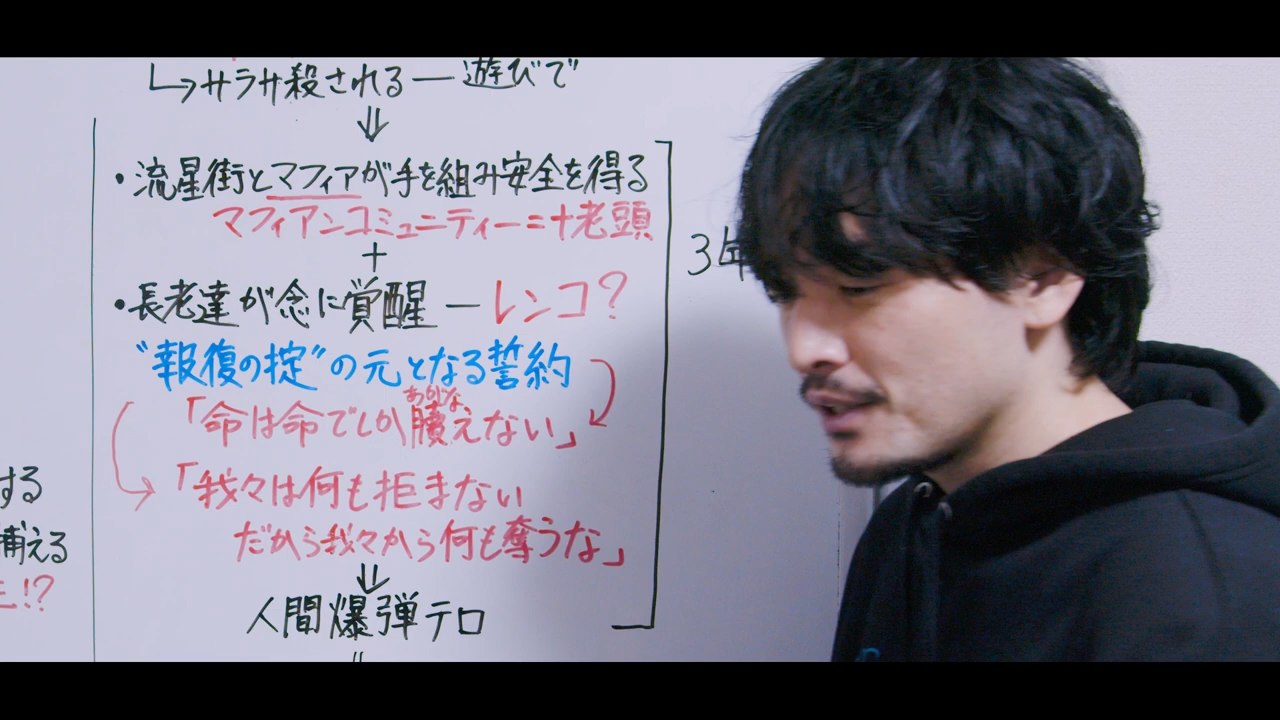 ↳サラサ殺される — 遊びで
⇓
・流星街とマフィアが手を組み安全を得る
マフィアンコミュニティー=十老頭
+
3年
・長老達が念に覚醒 — レンコ?
"報復の掟"の元となる誓約
あがな
「命は命でしか贖えない」
「我々は何も拒まない
だから我々から何も奪うな」
⇓
人間爆弾テロ
する
捕える
!?